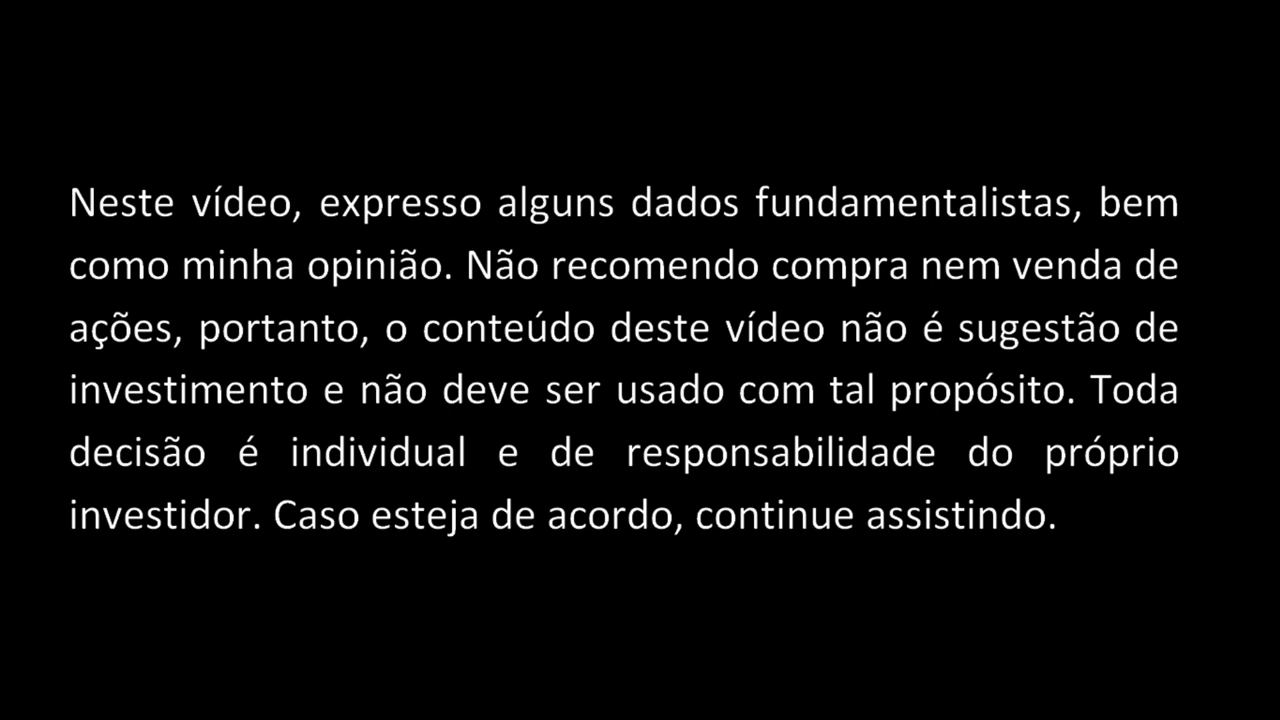 Neste vídeo, expresso alguns dados fundamentalistas, bem
como minha opinião. Não recomendo compra nem venda de
ações, portanto, o conteúdo deste vídeo não é sugestão de
investimento e não deve ser usado com tal propósito. Toda
decisão é individual e de responsabilidade do próprio
investidor. Caso esteja de acordo, continue assistindo.